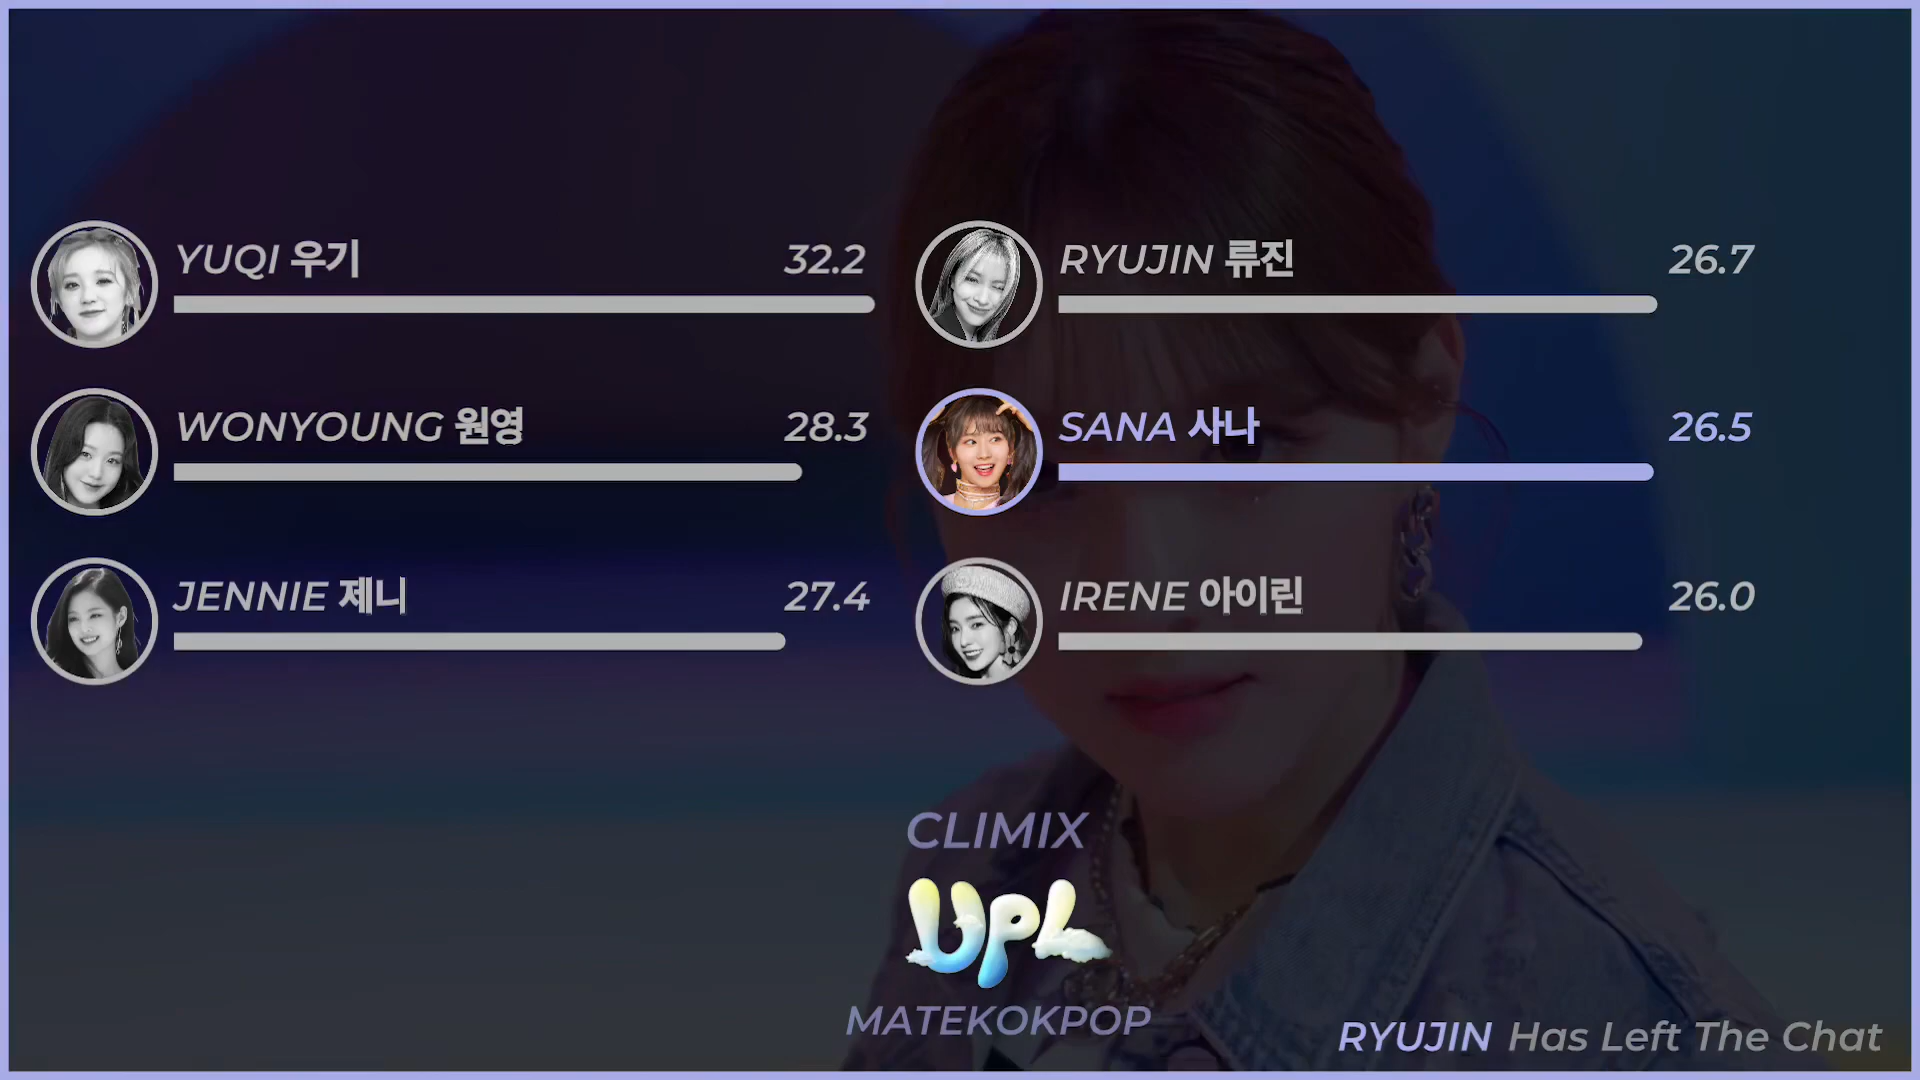 YUQI 우기 32.2
WONYOUNG 원영 28.3
JENNIE 제니 27.4
RYUJIN 류진 26.7
SANA 사나 26.5
IRENE 아이린 26.0
CLIMIX
UPL
MATEKOKPOP
RYUJIN Has Left The Chat